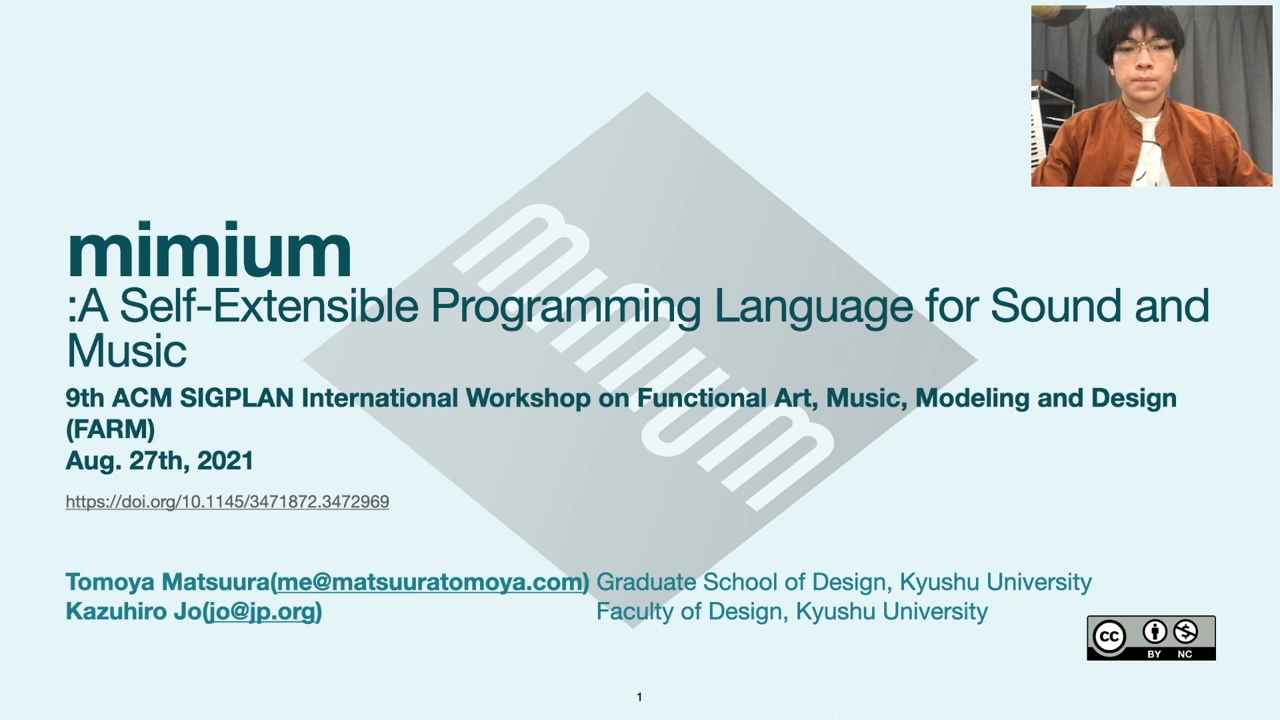 mimium
mimium
:A Self-Extensible Programming Language for Sound and
Music
9th ACM SIGPLAN International Workshop on Functional Art, Music, Modeling and Design
(FARM)
Aug. 27th, 2021
https://doi.org/10.1145/3471872.3472969
Tomoya Matsuura(me@matsuuratomoya.com) Graduate School of Design, Kyushu University
Kazuhiro Jo(jo@jp.org) Faculty of Design, Kyushu University
cc
BY NC
1